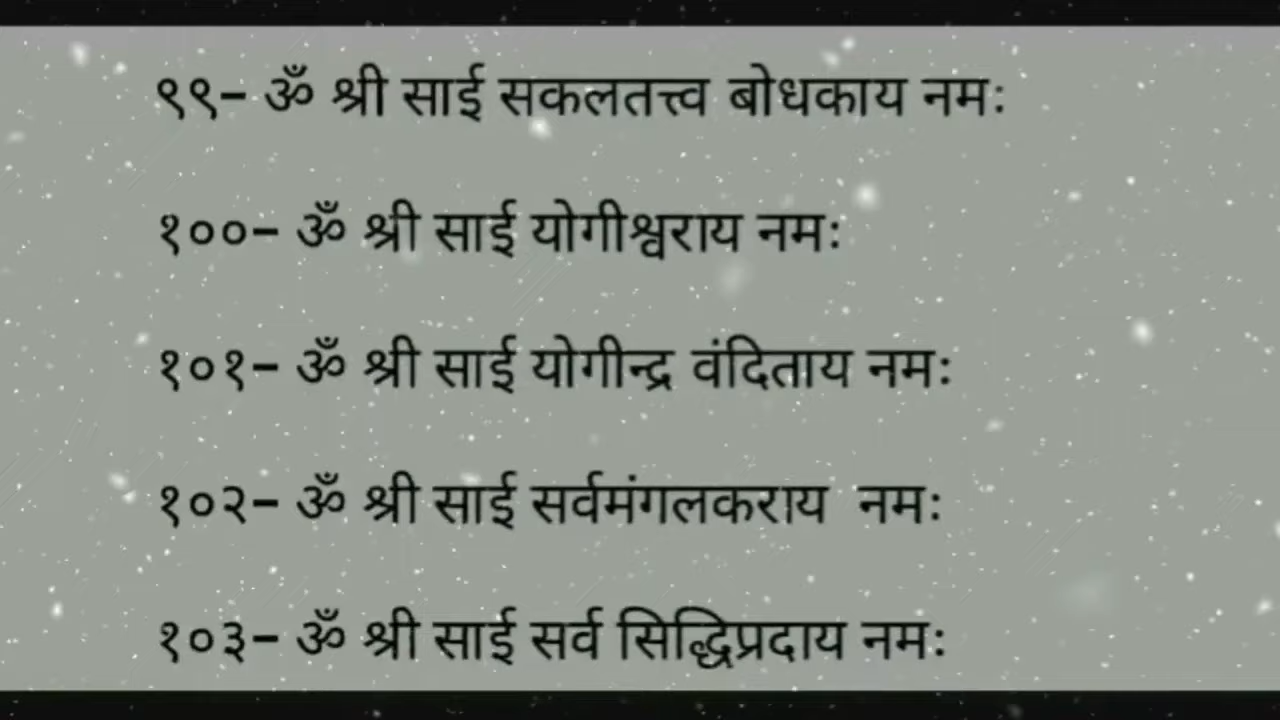 ९९- ॐ श्री साई सकलतत्त्व बोधकाय नमः
१००- ॐ श्री साई योगीश्वराय नमः
१०१- ॐ श्री साई योगीन्द्र वंदिताय नमः
१०२- ॐ श्री साई सर्वमंगलकराय नमः
१०३- ॐ श्री साई सर्व सिद्धिप्रदाय नमः